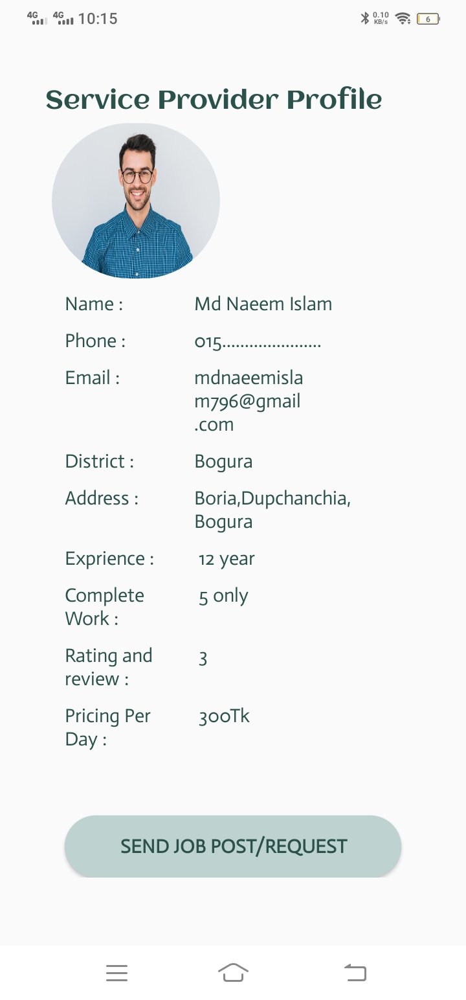 4G 4G 10:15 0.10 KB/s 6
Service Provider Profile
Name : Md Naeem Islam
Phone : 015......................
Email : mdnaeemisla
m796@gmail
.com
District : Bogura
Address : Boria,Dupchanchia,
Bogura
Exprience : 12 year
Complete 5 only
Work :
Rating and 3
review :
Pricing Per 300Tk
Day :
SEND JOB POST/REQUEST